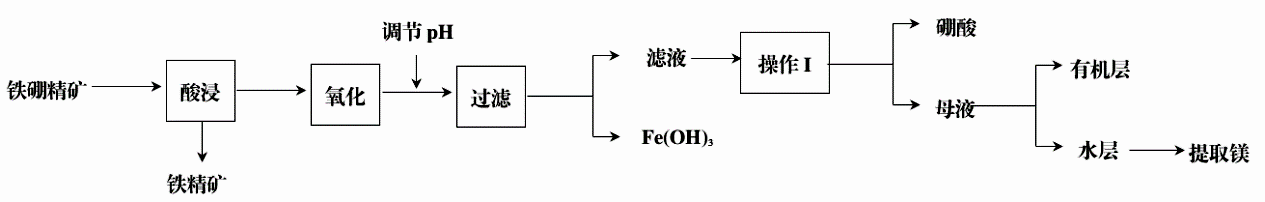 铁硼精矿
酸浸
铁精矿
氧化
调节 pH
过滤
滤液
Fe(OH)₃
操作 I
硼酸
母液
有机层
水层
提取镁